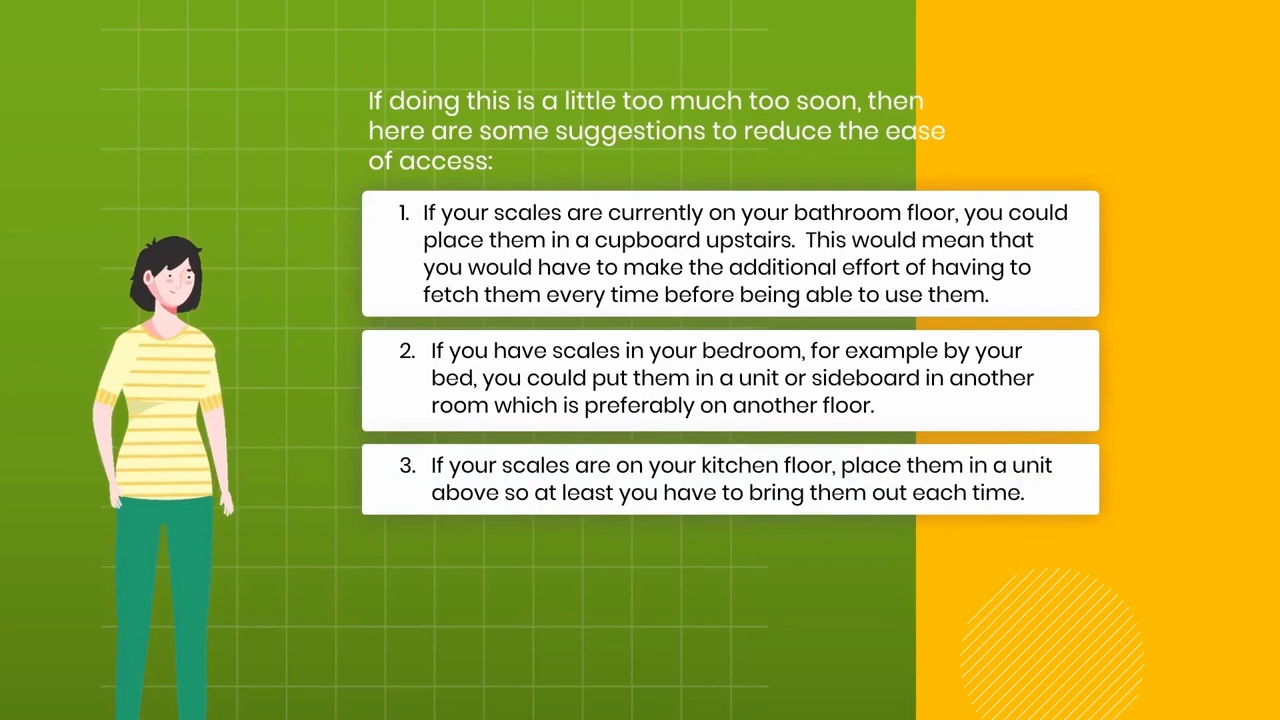 If doing this is a little too much too soon, then
here are some suggestions to reduce the ease
of access:
1. If your scales are currently on your bathroom floor, you could
place them in a cupboard upstairs. This would mean that
you would have to make the additional effort of having to
fetch them every time before being able to use them.
2. If you have scales in your bedroom, for example by your
bed, you could put them in a unit or sideboard in another
room which is preferably on another floor.
3. If your scales are on your kitchen floor, place them in a unit
above so at least you have to bring them out each time.